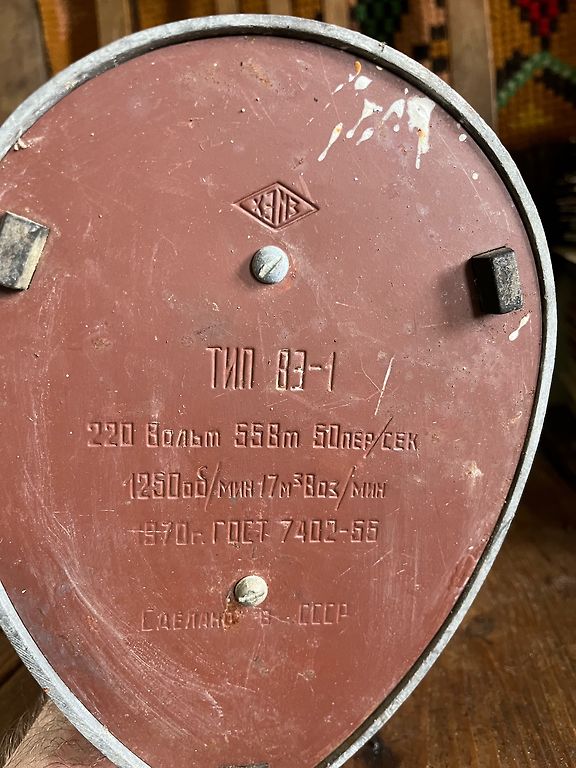 ХЭМЗ
ТИП ВЭ-1
220 Вольт 55Вт 50пер/сек
1250об/мин 17м³Воз/мин
1970г. ГОСТ 7402-55
Сделано в СССР